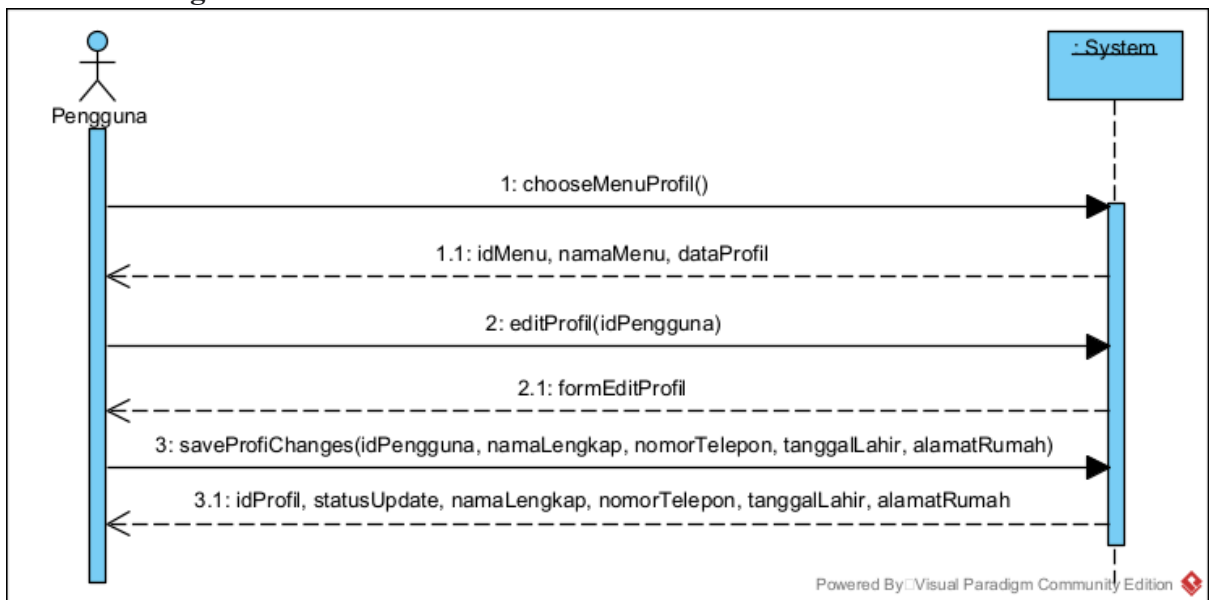 : System
Pengguna
1: chooseMenuProfil()
1.1: idMenu, namaMenu, dataProfil
2: editProfil(idPengguna)
2.1: formEditProfil
3: saveProfiChanges(idPengguna, namaLengkap, nomorTelepon, tanggalLahir, alamatRumah)
3.1: idProfil, statusUpdate, namaLengkap, nomorTelepon, tanggalLahir, alamatRumah
Powered By Visual Paradigm Community Edition